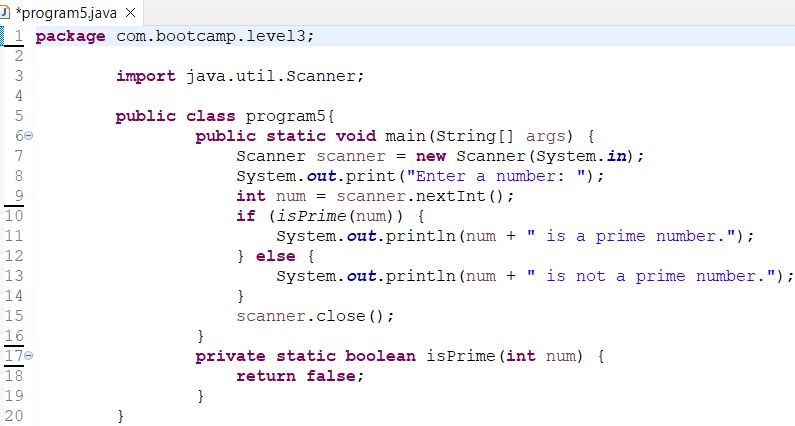 *program5.java
1 package com.bootcamp.level3;
2
3 import java.util.Scanner;
4
5 public class program5{
6 public static void main(String[] args) {
7 Scanner scanner = new Scanner(System.in);
8 System.out.print("Enter a number: ");
9 int num = scanner.nextInt();
10 if (isPrime(num)) {
11 System.out.println(num + " is a prime number.");
12 } else {
13 System.out.println(num + " is not a prime number.");
14 }
15 scanner.close();
16 }
17 private static boolean isPrime(int num) {
18 return false;
19 }
20 }